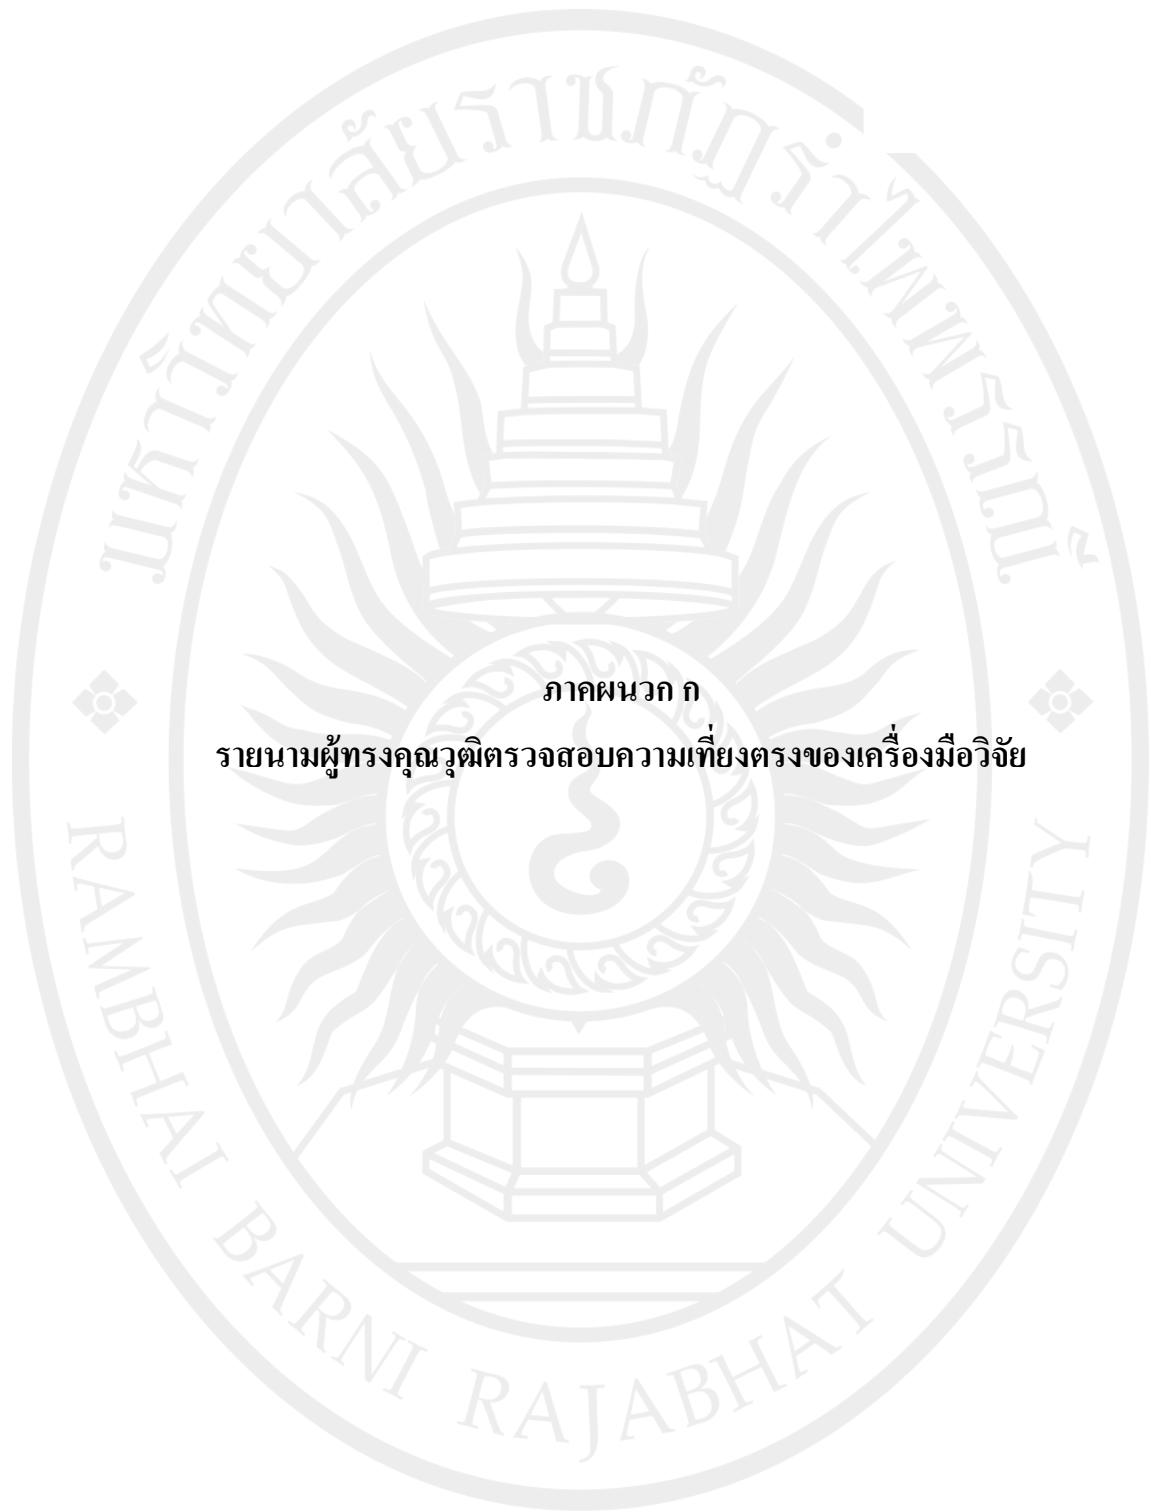 มหาวิทยาลัยราชภัฏรำไพพรรณี
ภาคผนวก ก
รายนามผู้ทรงคุณวุฒิตรวจสอบความเที่ยงตรงของเครื่องมือวิจัย
RAMBHAI BARNI RAJABHAT UNIVERSITY